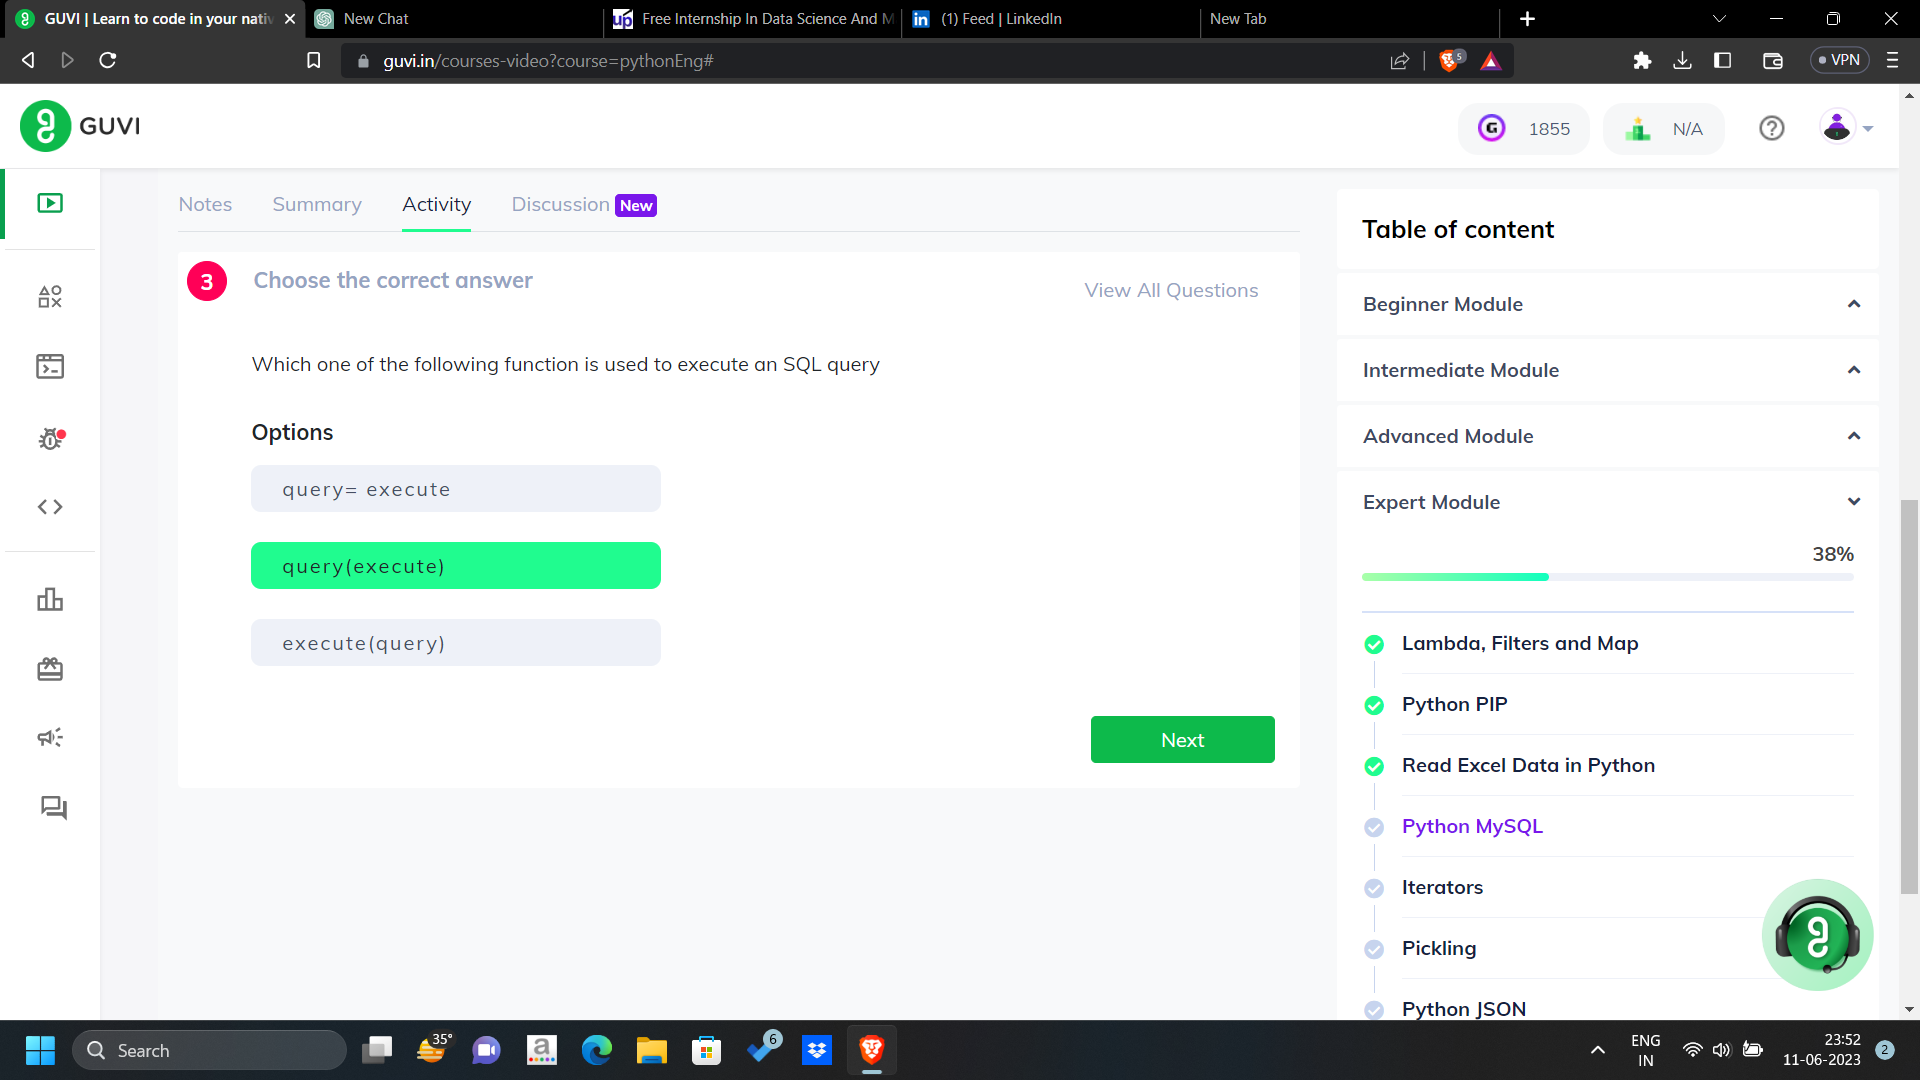 GUVI | Learn to code in your nativ
New Chat
Free Internship In Data Science And M
(1) Feed | LinkedIn
New Tab
guvi.in/courses-video?course=pythonEng#
5
VPN
GUVI
G
1855
N/A
Notes
Summary
Activity
Discussion New
Table of content
3
Choose the correct answer
View All Questions
Beginner Module
Which one of the following function is used to execute an SQL query
Intermediate Module
Options
Advanced Module
query= execute
Expert Module
38%
query(execute)
execute(query)
Lambda, Filters and Map
Python PIP
Next
Read Excel Data in Python
Python MySQL
Iterators
Pickling
Python JSON
Search
35°
a
6
ENG
IN
23:52
11-06-2023
2
up
in